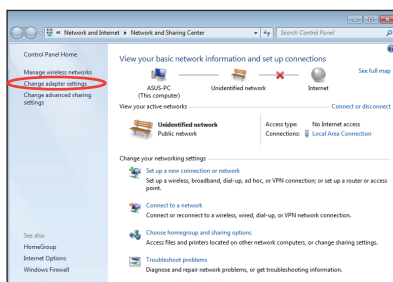 Network and Internet Network and Sharing Center
Search Control Panel
Control Panel Home
Manage wireless networks
Change adapter settings
Change advanced sharing
settings
See also
HomeGroup
Internet Options
Windows Firewall
View your basic network information and set up connections
See full map
ASUS-PC
(This computer)
Unidentified network
Internet
View your active networks
Connect or disconnect
Unidentified network
Public network
Access type: No Internet access
Connections: Local Area Connection
Change your networking settings
Set up a new connection or network
Set up a wireless, broadband, dial-up, ad hoc, or VPN connection; or set up a router or access
point.
Connect to a network
Connect or reconnect to a wireless, wired, dial-up, or VPN network connection.
Choose homegroup and sharing options
Access files and printers located on other network computers, or change sharing settings.
Troubleshoot problems
Diagnose and repair network problems, or get troubleshooting information.